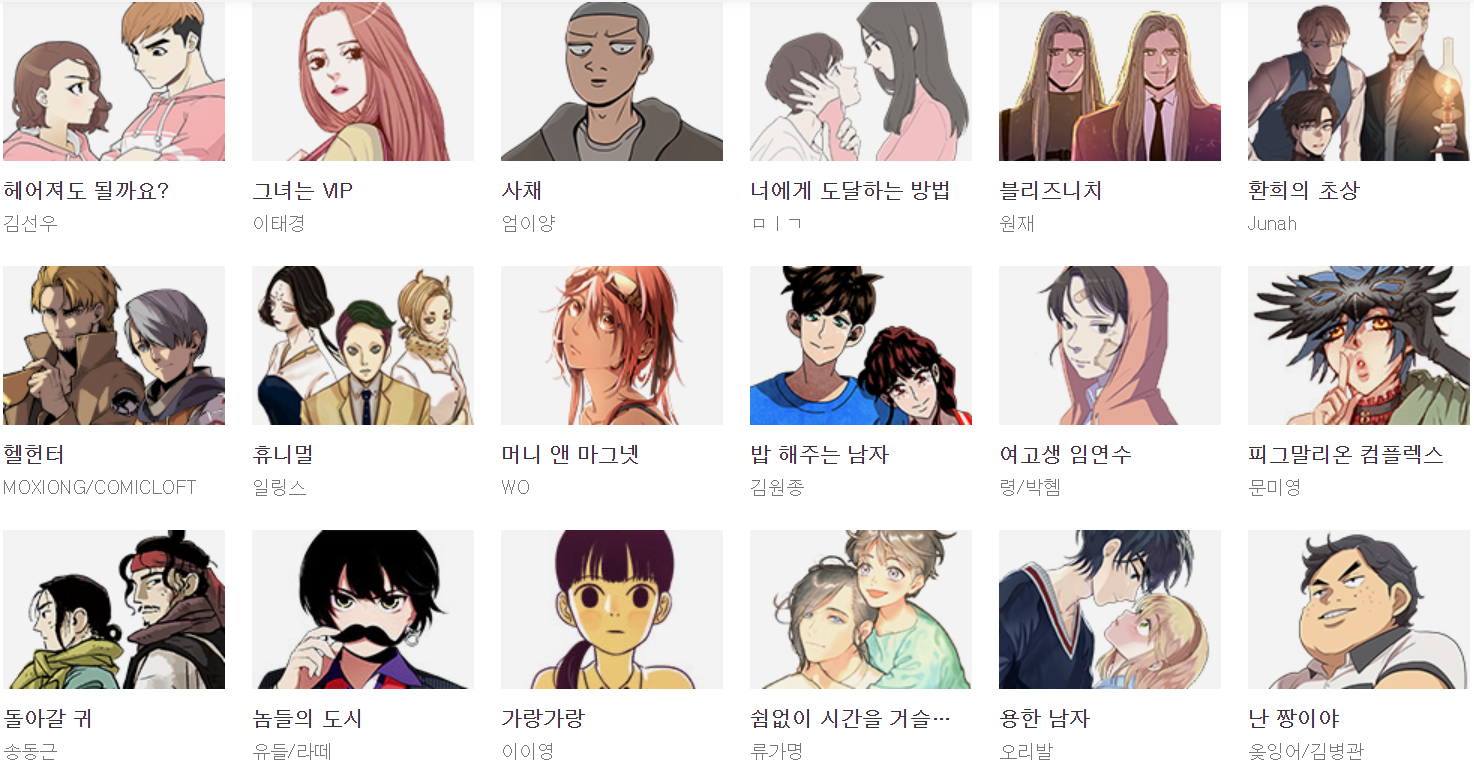 헤어져도 될까요?
김선우
그녀는 VIP
이태경
사채
엄이양
너에게 도달하는 방법
ㅁㅣㄱ
블리즈니치
원재
환희의 초상
Junah
헬헌터
MOXIONG/COMICLOFT
휴니멀
일링스
머니 앤 마그넷
WO
밥 해주는 남자
김원종
여고생 임연수
령/박혬
피그말리온 컴플렉스
문미영
돌아갈 귀
송동근
놈들의 도시
유들/라떼
가랑가랑
이이영
쉼없이 시간을 거슬…
류가명
용한 남자
오리발
난 짱이야
옺잉어/김병관